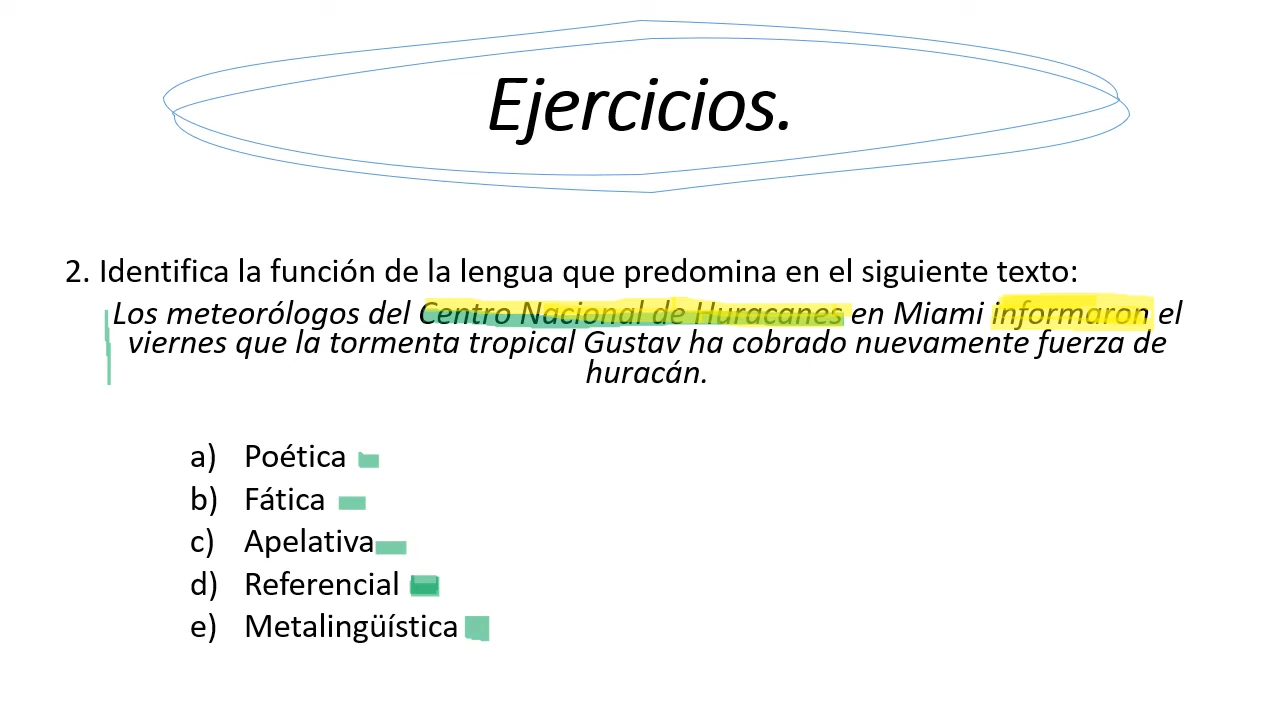 Ejercicios.
2. Identifica la función de la lengua que predomina en el siguiente texto:
Los meteorólogos del Centro Nacional de Huracanes en Miami informaron el
viernes que la tormenta tropical Gustav ha cobrado nuevamente fuerza de
huracán.
a) Poética
b) Fática
c) Apelativa
d) Referencial
e) Metalingüística